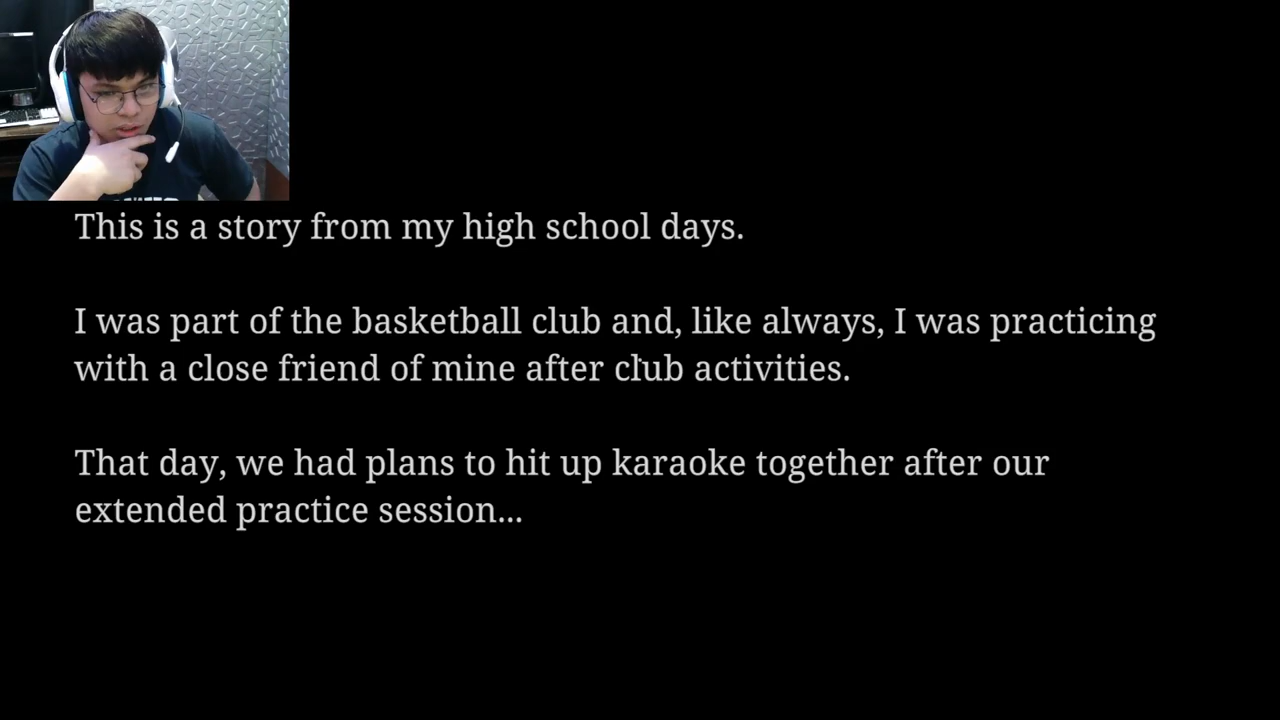 This is a story from my high school days.
I was part of the basketball club and, like always, I was practicing
with a close friend of mine after club activities.
That day, we had plans to hit up karaoke together after our
extended practice session...